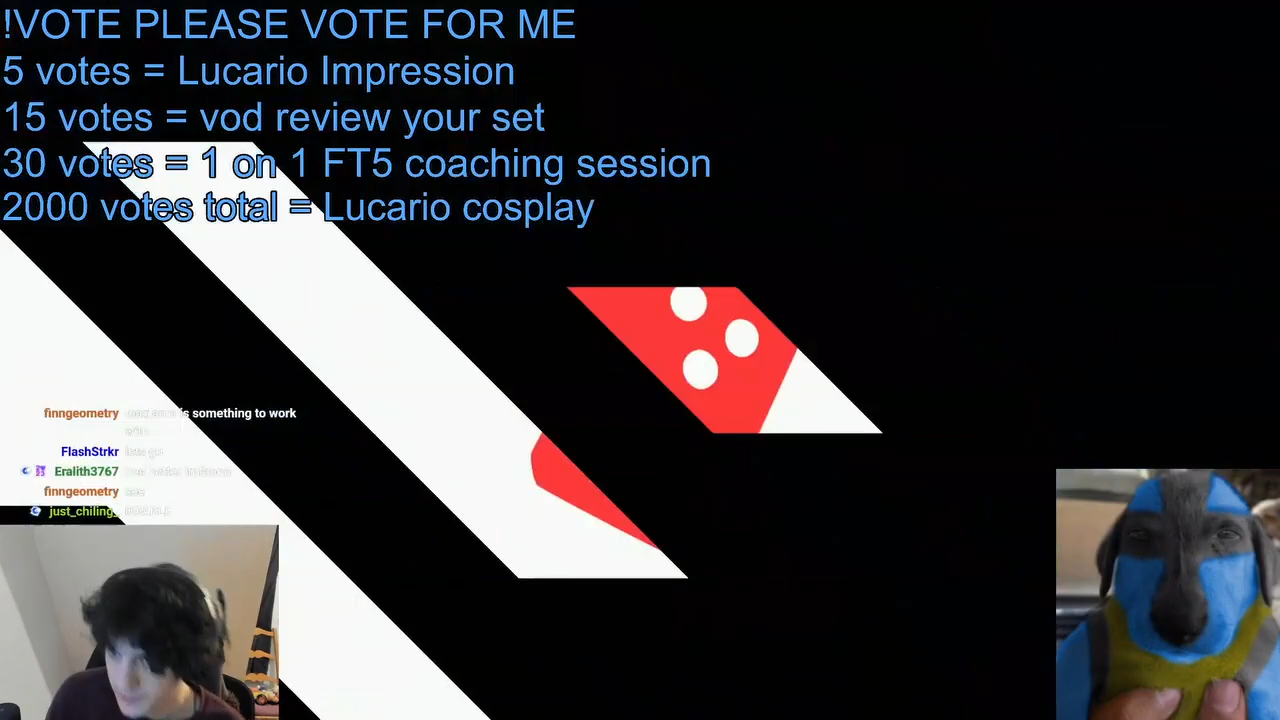 !VOTE PLEASE VOTE FOR ME
5 votes = Lucario Impression
15 votes = vod review your set
30 votes = 1 on 1 FT5 coaching session
2000 votes total = Lucario cosplay
finngeometry is something to work
FlashStrkr
Eralith3767
finngeometry
just_chiling_